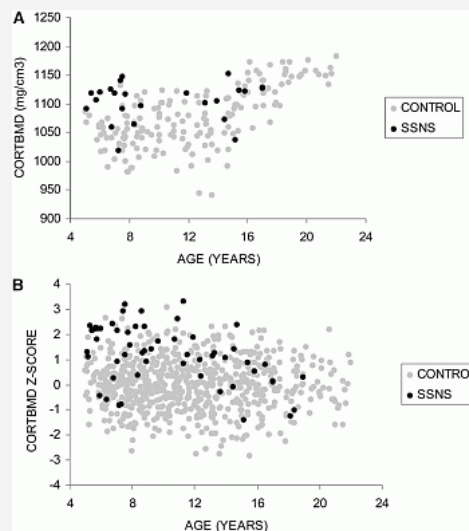 A
1250
1200
1150
1100
1050
1000
950
900
CORTBMD (mg/cm3)
4 8 12 16 20 24
AGE (YEARS)
CONTROL
SSNS
B
4
3
2
1
0
-1
-2
-3
-4
CORTBMD Z-SCORE
4 8 12 16 20 24
AGE (YEARS)
CONTRO
SSNS